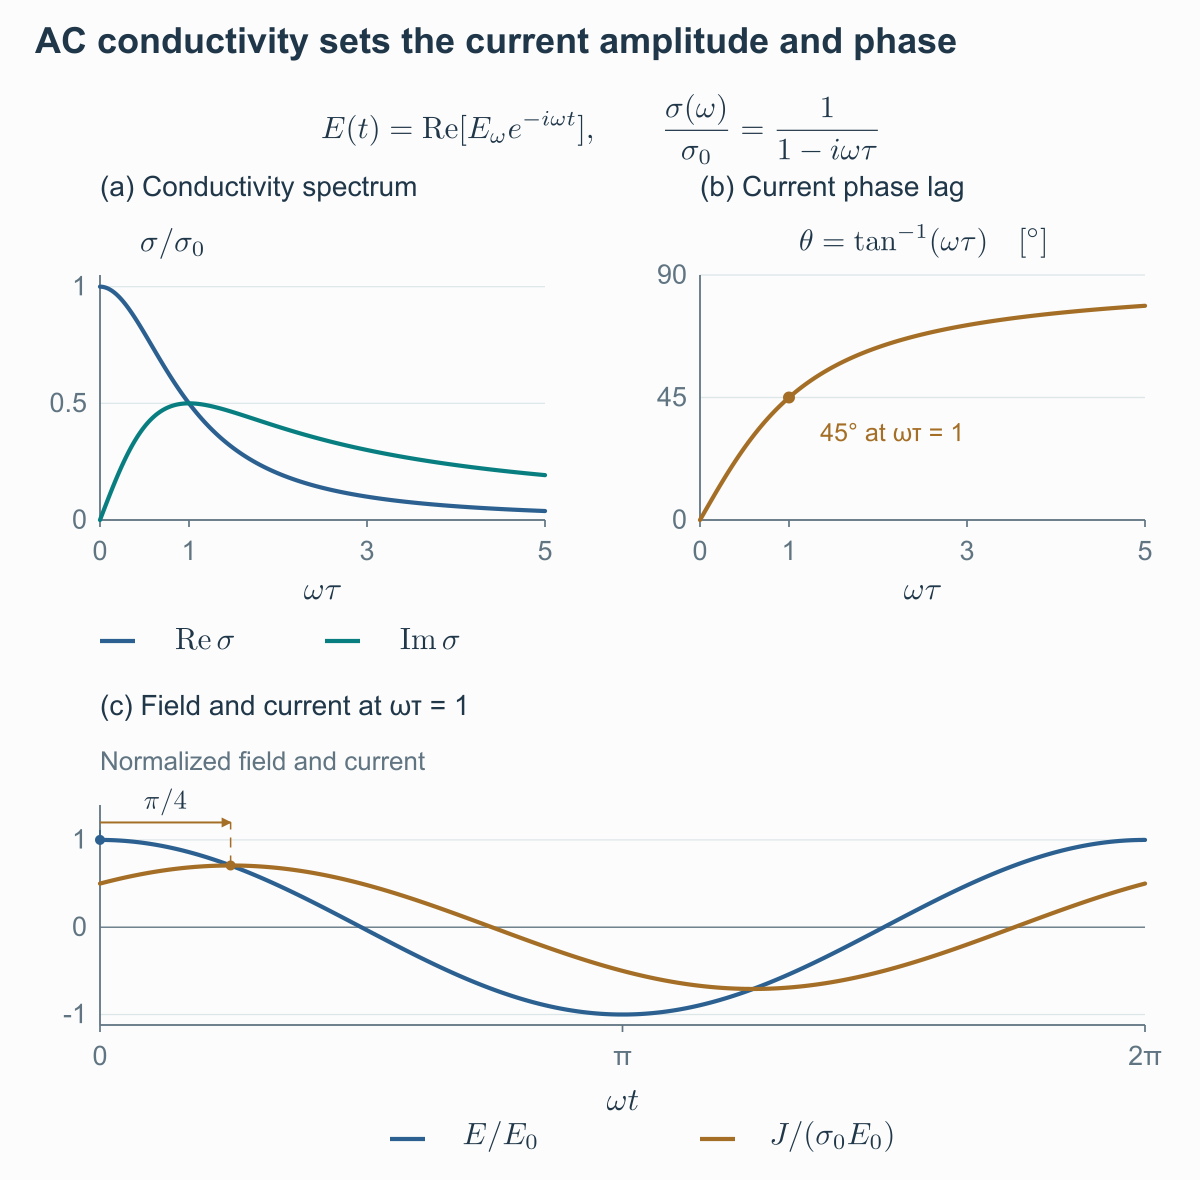 AC conductivity sets the current amplitude and phase
E(t) = Re[E_ω e^{−iωt}],   σ(ω)/σ_0 = 1/(1 − iωτ)
(a) Conductivity spectrum
σ/σ_0
1
0.5
0
0 1 3 5
ωτ
Re σ   Im σ
(b) Current phase lag
θ = tan^{−1}(ωτ)   [°]
90
45
0
45° at ωτ = 1
0 1 3 5
ωτ
(c) Field and current at ωτ = 1
Normalized field and current
π/4
1
0
-1
0 π 2π
ωt
E/E_0   J/(σ_0E_0)